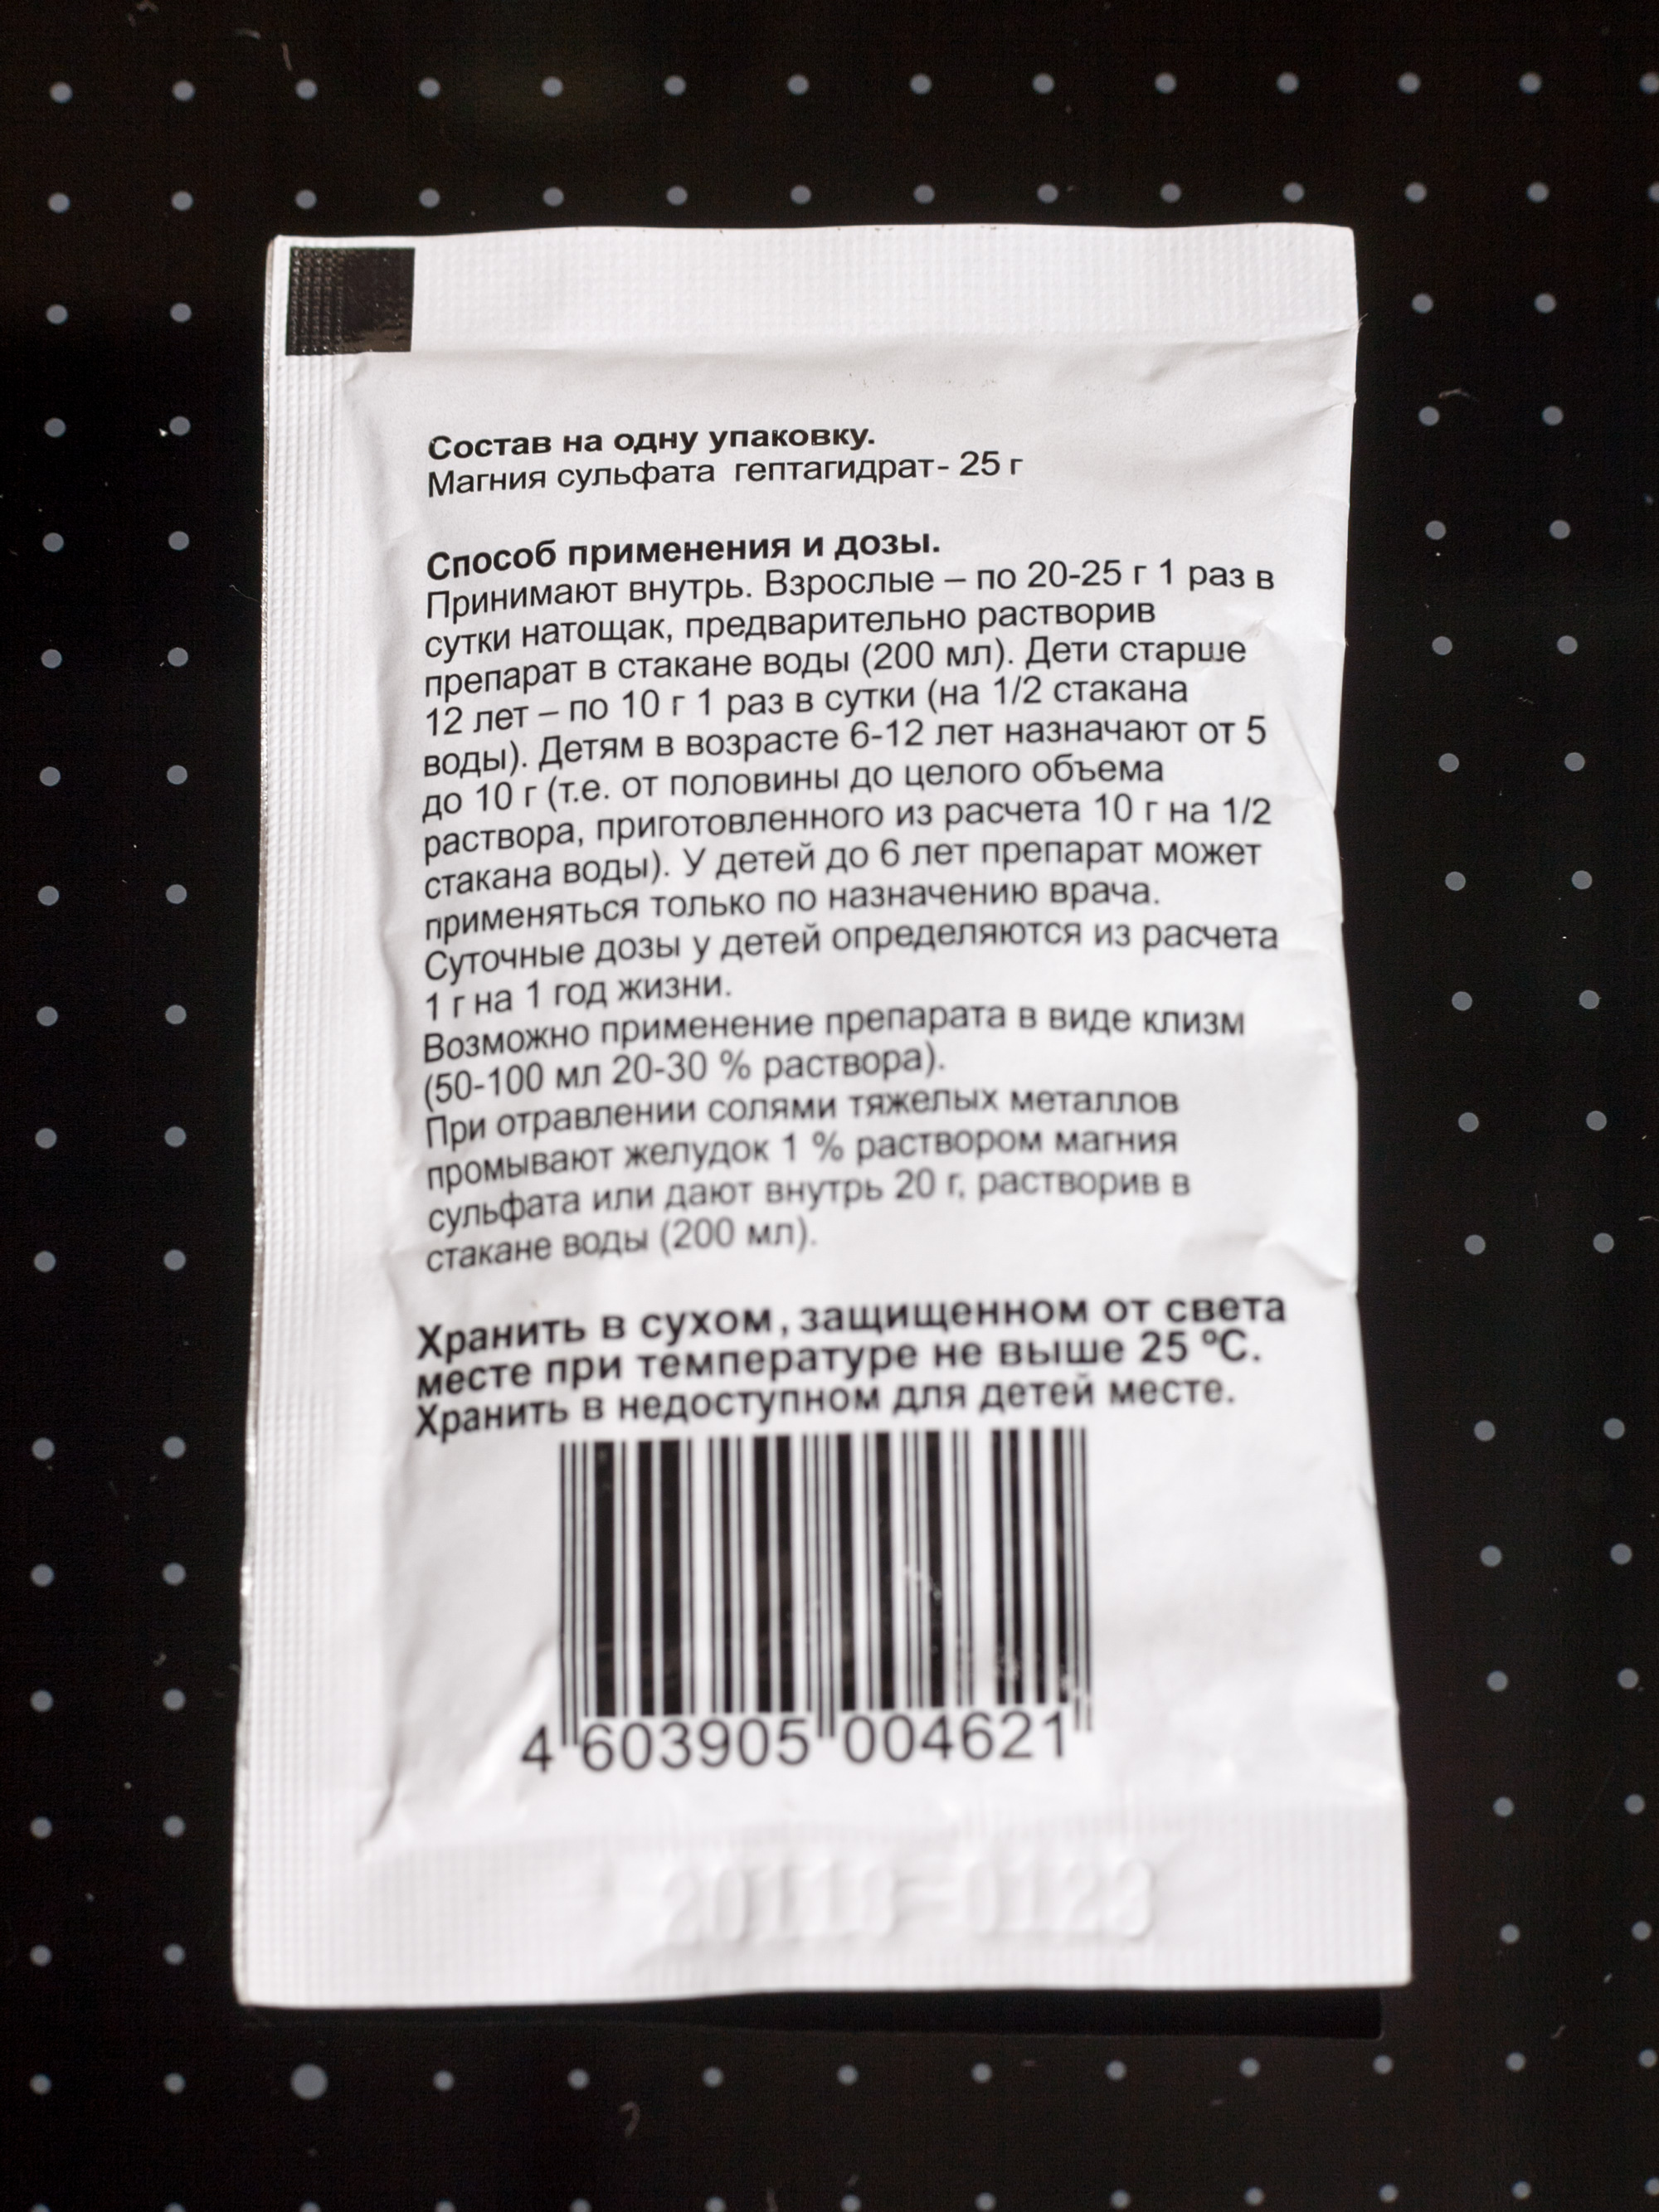 Состав на одну упаковку.
Магния сульфата гептагидрат- 25 г
Способ применения и дозы.
Принимают внутрь. Взрослые – по 20-25 г 1 раз в
сутки натощак, предварительно растворив
препарат в стакане воды (200 мл). Дети старше
12 лет – по 10 г 1 раз в сутки (на 1/2 стакана
воды). Детям в возрасте 6-12 лет назначают от 5
до 10 г (т.е. от половины до целого объема
раствора, приготовленного из расчета 10 г на 1/2
стакана воды). У детей до 6 лет препарат может
применяться только по назначению врача.
Суточные дозы у детей определяются из расчета
1 г на 1 год жизни.
Возможно применение препарата в виде клизм
(50-100 мл 20-30 % раствора).
При отравлении солями тяжелых металлов
промывают желудок 1 % раствором магния
сульфата или дают внутрь 20 г, растворив в
стакане воды (200 мл).
Хранить в сухом, защищенном от света
месте при температуре не выше 25 ºС.
Хранить в недоступном для детей месте.
4 603905 004621